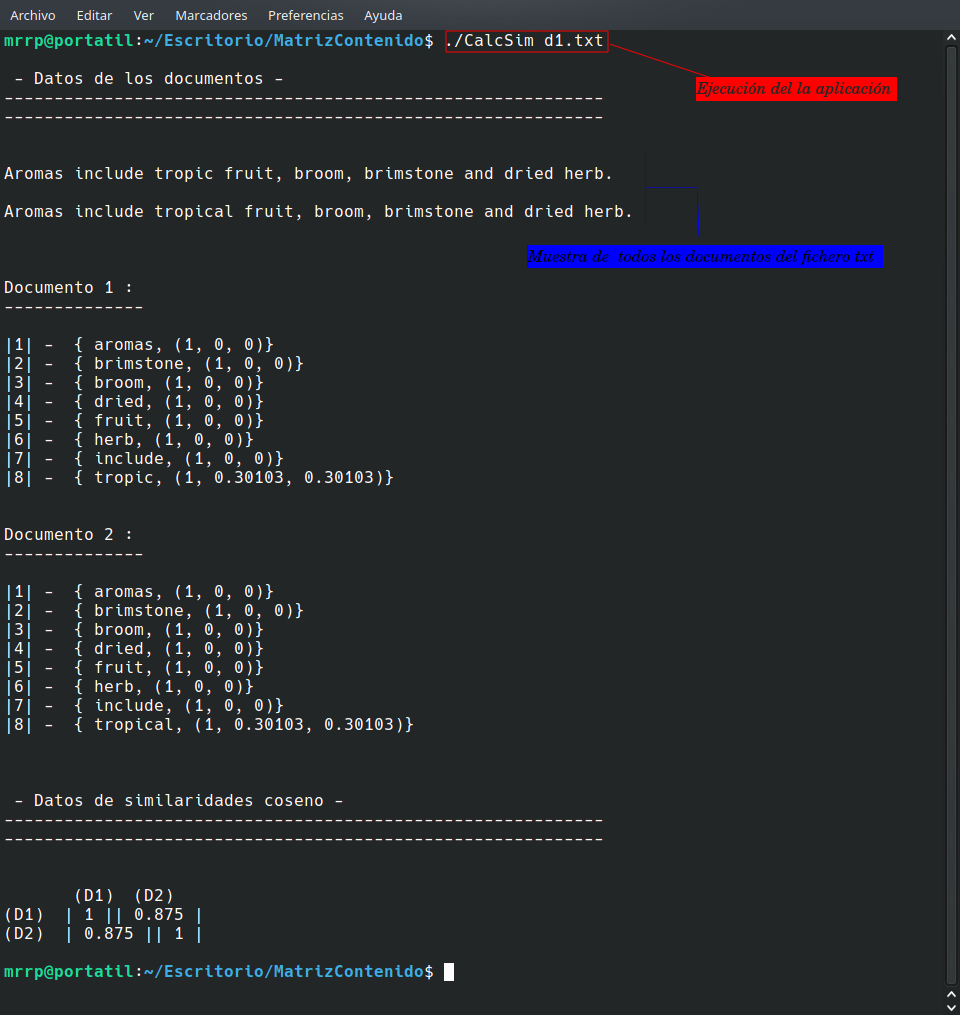 Archivo Editar Ver Marcadores Preferencias Ayuda
mrrp@portatil:~/Escritorio/MatrizContenido$ ./CalcSim d1.txt
- Datos de los documentos -
Ejecución del la aplicación
------------------------------------------------------------
------------------------------------------------------------
Aromas include tropic fruit, broom, brimstone and dried herb.
Aromas include tropical fruit, broom, brimstone and dried herb.
Muestra de todos los documentos del fichero txt
Documento 1 :
--------------
|1| - { aromas, (1, 0, 0)}
|2| - { brimstone, (1, 0, 0)}
|3| - { broom, (1, 0, 0)}
|4| - { dried, (1, 0, 0)}
|5| - { fruit, (1, 0, 0)}
|6| - { herb, (1, 0, 0)}
|7| - { include, (1, 0, 0)}
|8| - { tropic, (1, 0.30103, 0.30103)}
Documento 2 :
--------------
|1| - { aromas, (1, 0, 0)}
|2| - { brimstone, (1, 0, 0)}
|3| - { broom, (1, 0, 0)}
|4| - { dried, (1, 0, 0)}
|5| - { fruit, (1, 0, 0)}
|6| - { herb, (1, 0, 0)}
|7| - { include, (1, 0, 0)}
|8| - { tropical, (1, 0.30103, 0.30103)}
- Datos de similaridades coseno -
------------------------------------------------------------
------------------------------------------------------------
(D1) (D2)
(D1) | 1 || 0.875 |
(D2) | 0.875 || 1 |
mrrp@portatil:~/Escritorio/MatrizContenido$